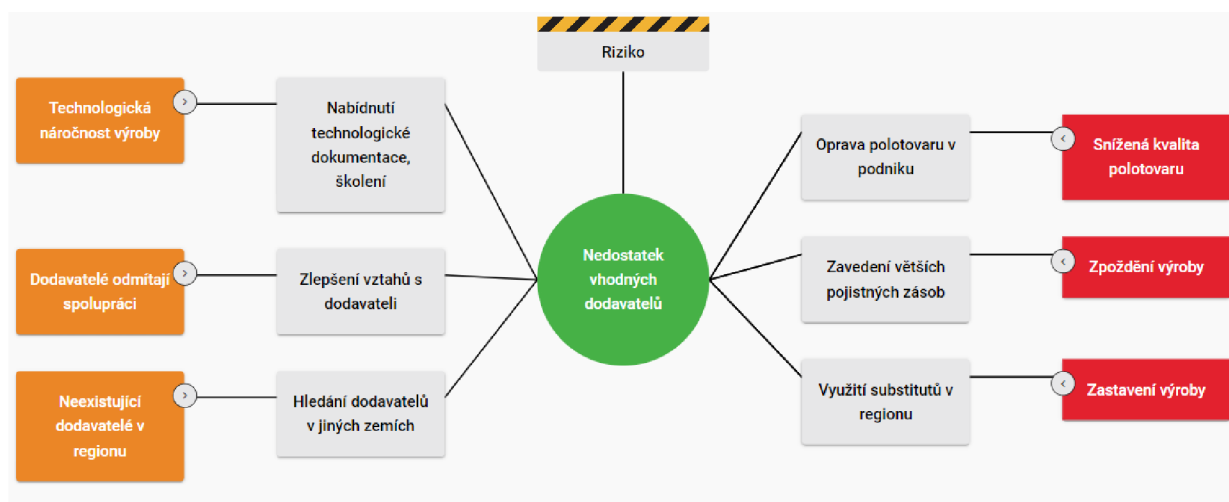 Riziko
Technologická
náročnost výroby
Nabídnutí
technologické
dokumentace,
školení
Dodavatelé odmítají
spolupráci
Zlepšení vztahů s
dodavateli
Neexistující
dodavatelé v
regionu
Hledání dodavatelů
v jiných zemích
Nedostatek
vhodných
dodavatelů
Oprava polotovaru v
podniku
Snížená kvalita
polotovaru
Zavedení větších
pojistných zásob
Zpoždění výroby
Využití substitutů v
regionu
Zastavení výroby